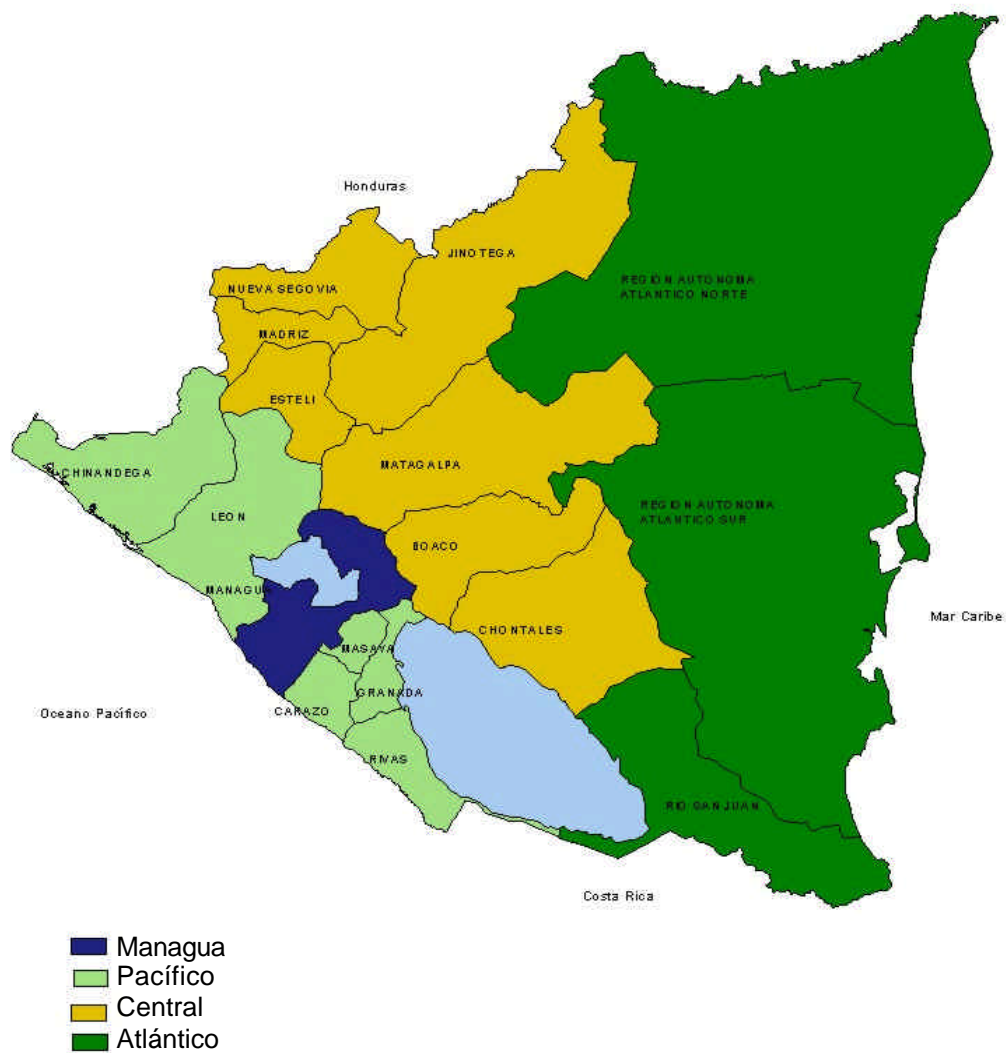 Honduras
JINOTEGA
NUEVA SEGOVIA
REGION AUTONOMA
ATLANTICO NORTE
MADRIZ
ESTELI
CHINANDEGA
MATAGALPA
LEON
REGION AUTONOMA
ATLANTICO SUR
BOACO
MANAGUA
Mar Caribe
CHONTALES
MASAYA
GRANADA
CARAZO
Oceano Pacífico
RIVAS
RIO SAN JUAN
Costa Rica
Managua
Pacífico
Central
Atlántico